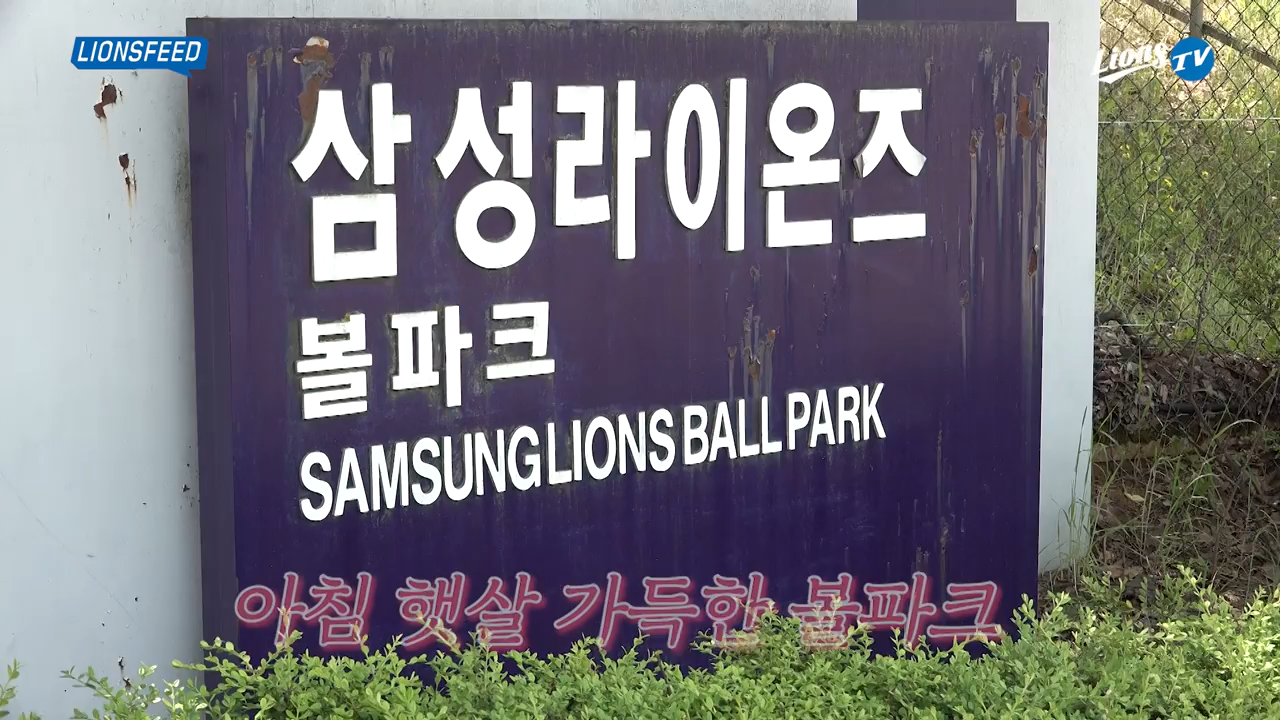 LIONSFEED
Lions TV
삼성라이온즈
볼파크
SAMSUNG LIONS BALL PARK
아침 햇살 가득한 볼파크